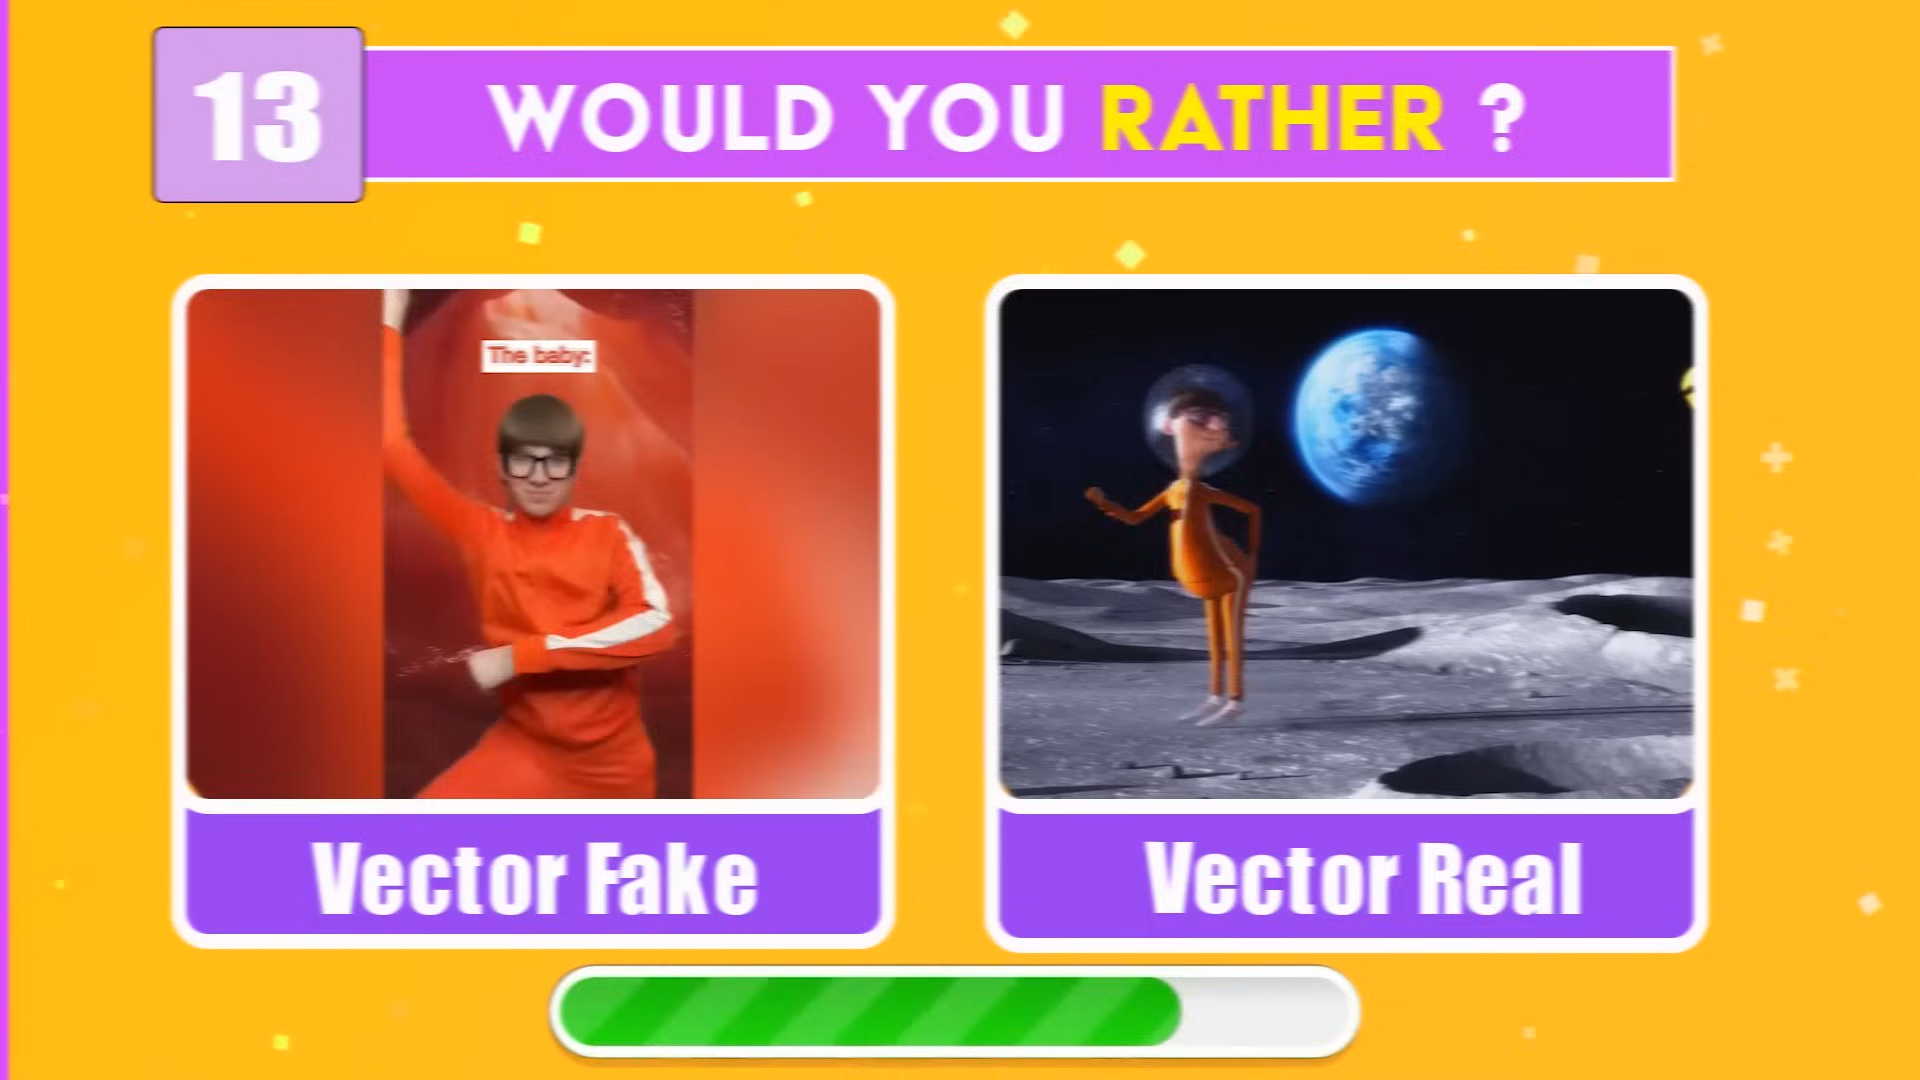 13
WOULD YOU RATHER ?
The baby:
Vector Fake
Vector Real